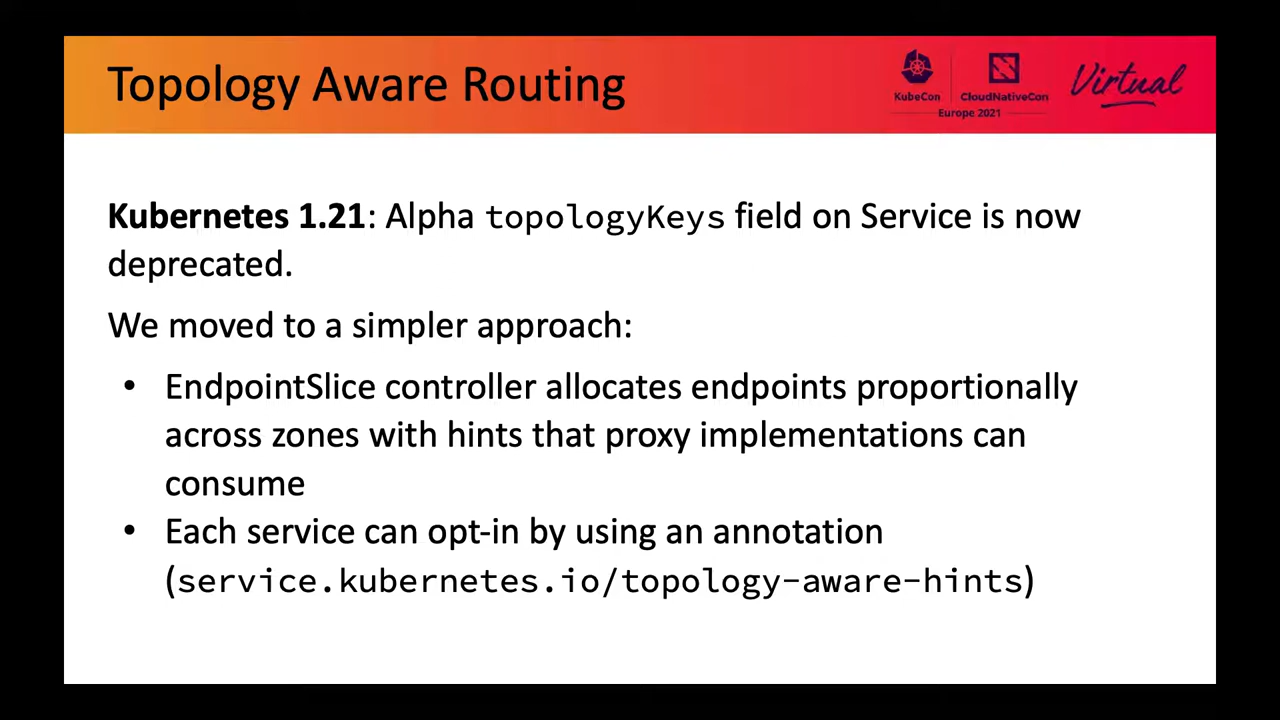 Topology Aware Routing
KubeCon
CloudNativeCon
Europe 2021
Virtual
Kubernetes 1.21: Alpha topologyKeys field on Service is now
deprecated.
We moved to a simpler approach:
• EndpointSlice controller allocates endpoints proportionally
across zones with hints that proxy implementations can
consume
• Each service can opt-in by using an annotation
(service.kubernetes.io/topology-aware-hints)